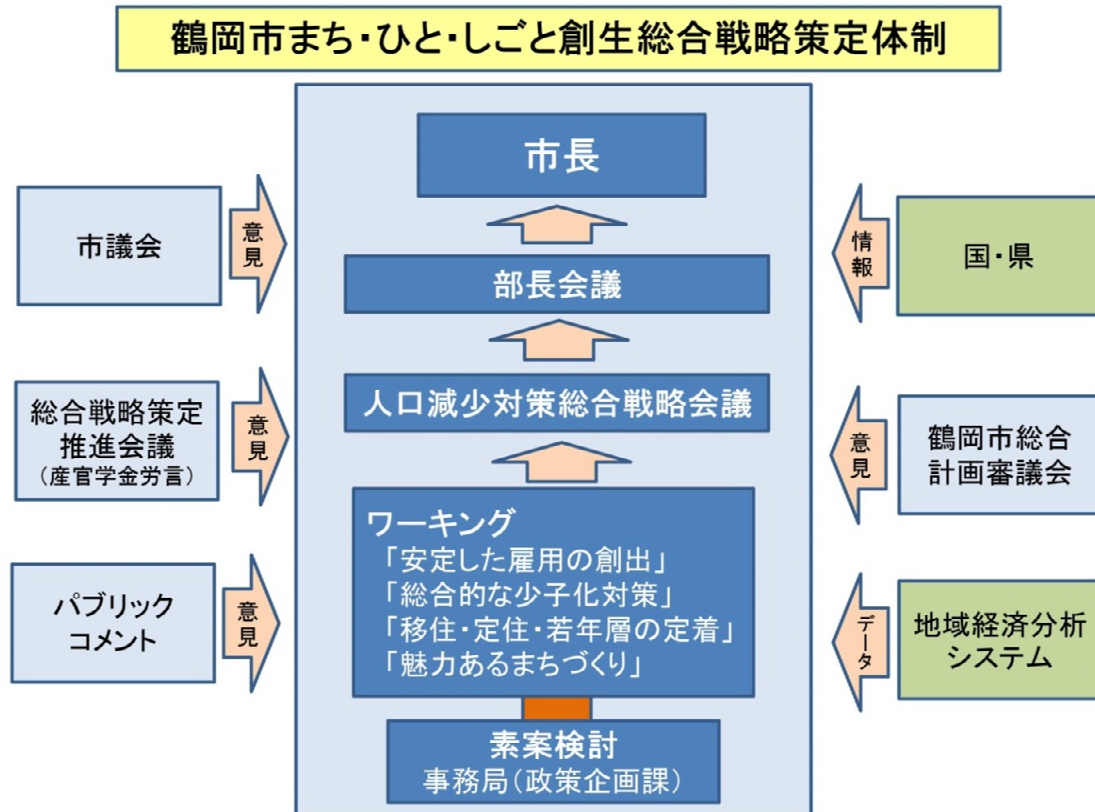 鶴岡市まち・ひと・しごと創生総合戦略策定体制
市長
市議会
意見
情報
国・県
部長会議
人口減少対策総合戦略会議
総合戦略策定
推進会議
(産官学金労言)
意見
意見
鶴岡市総合
計画審議会
ワーキング
「安定した雇用の創出」
「総合的な少子化対策」
「移住・定住・若年層の定着」
「魅力あるまちづくり」
パブリック
コメント
意見
データ
地域経済分析
システム
素案検討
事務局(政策企画課)